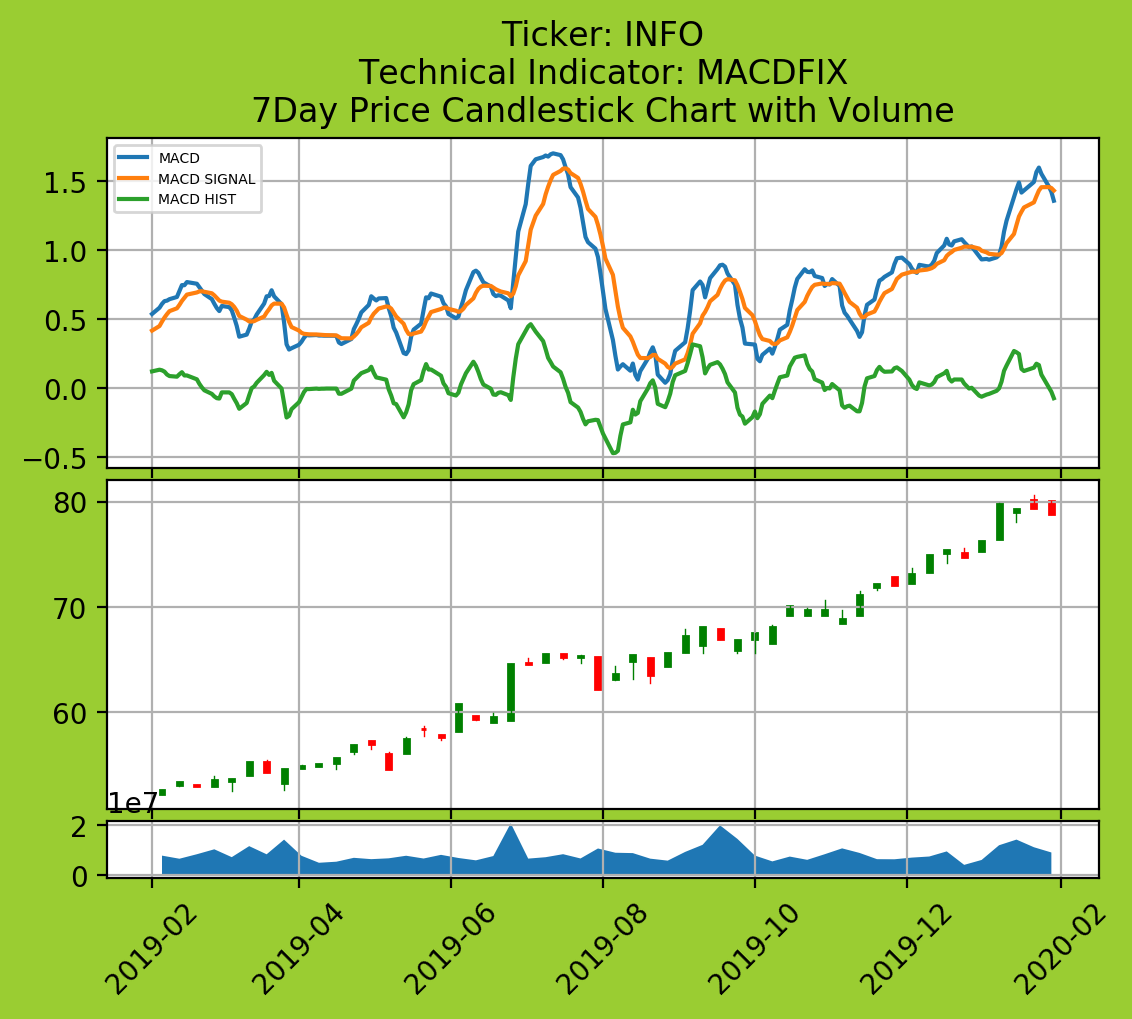 Ticker: INFO
Technical Indicator: MACDFIX
7Day Price Candlestick Chart with Volume
MACD
MACD SIGNAL
MACD HIST
1.5
1.0
0.5
0.0
−0.5
80
70
60
1e7
2
0
2019-02
2019-04
2019-06
2019-08
2019-10
2019-12
2020-02